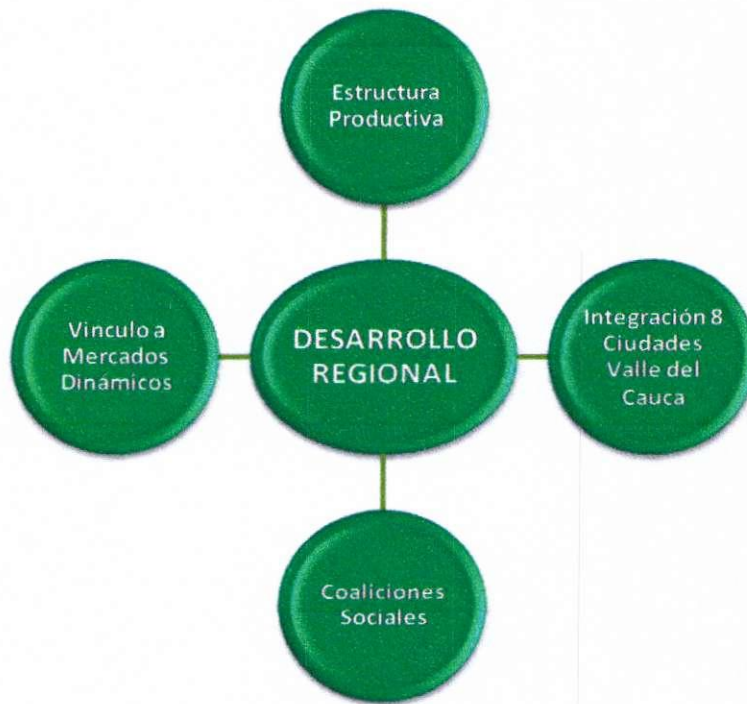 Estructura
Productiva
Vinculo a
Mercados
Dinámicos
DESARROLLO
REGIONAL
Integración 8
Ciudades
Valle del
Cauca
Coaliciones
Sociales